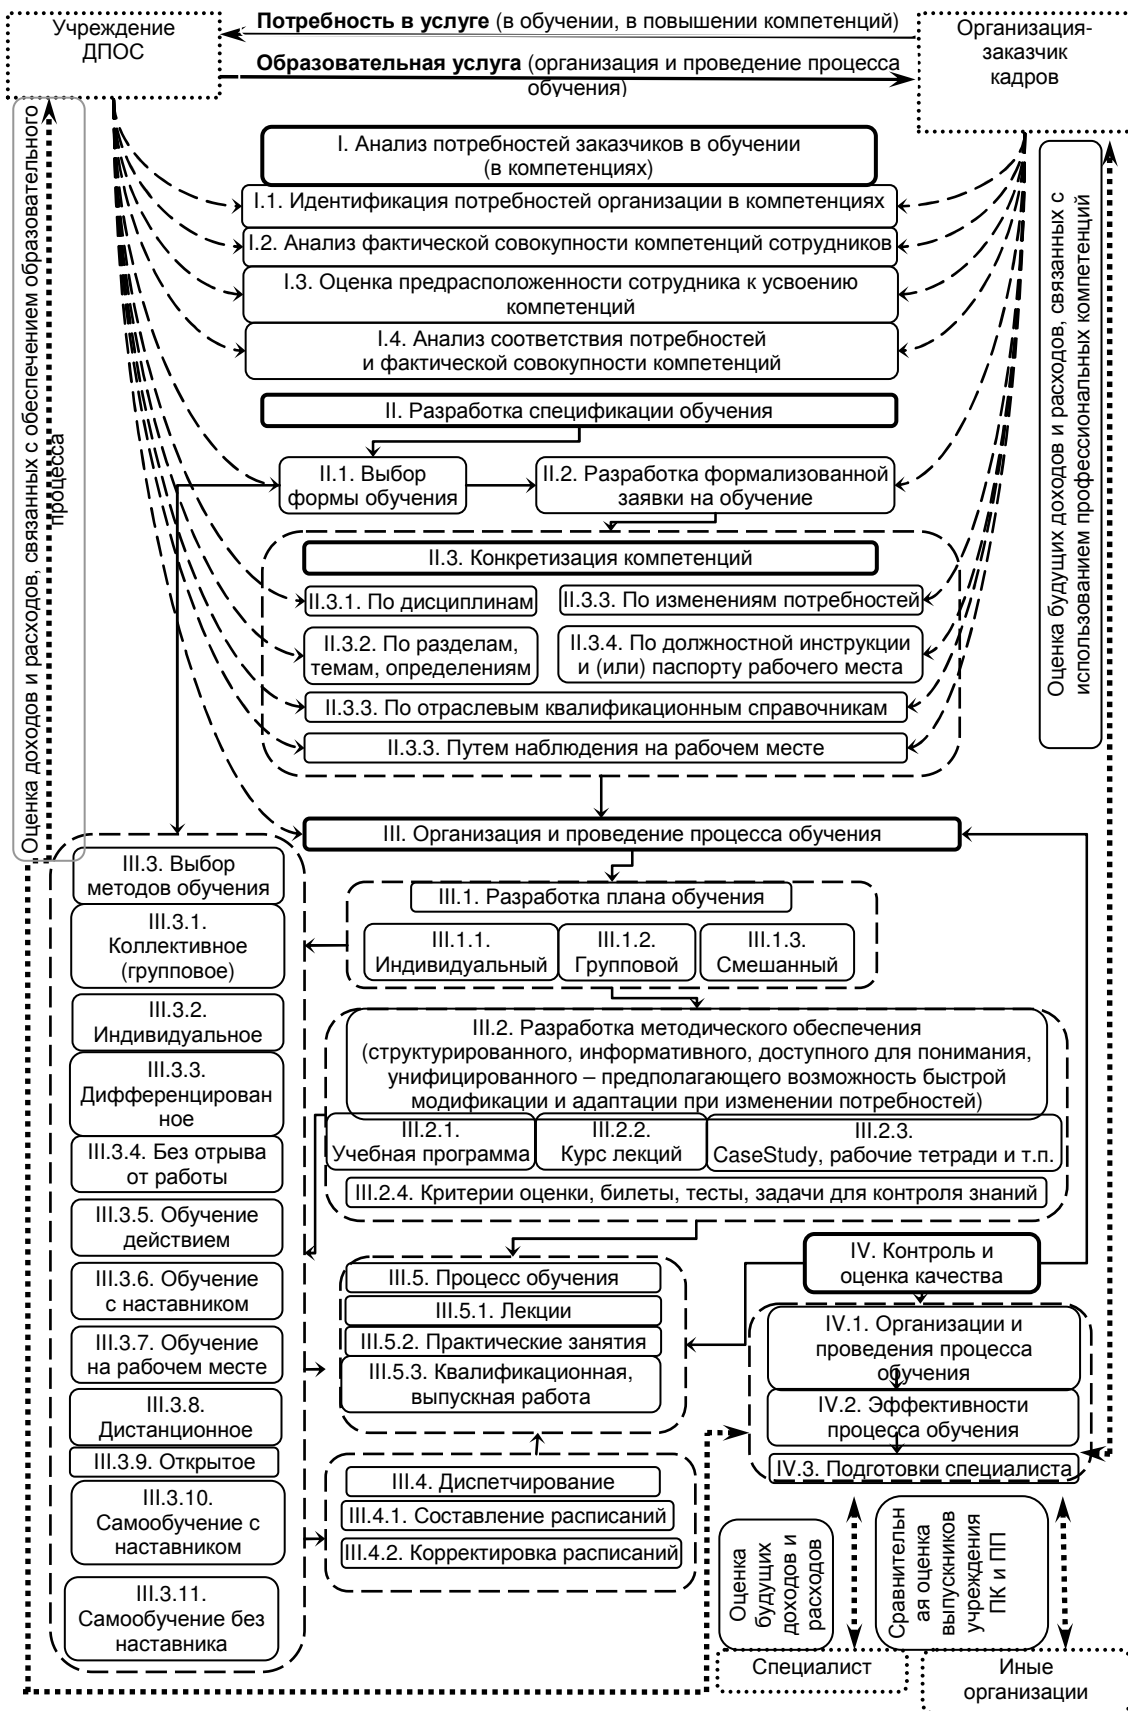 Учреждение
ДПОС
Потребность в услуге (в обучении, в повышении компетенций)
Образовательная услуга (организация и проведение процесса
обучения)
Организация-
заказчик
кадров
Оценка доходов и расходов, связанных с обеспечением образовательного
процесса
Оценка будущих доходов и расходов, связанных с
использованием профессиональных компетенций
I. Анализ потребностей заказчиков в обучении
(в компетенциях)
I.1. Идентификация потребностей организации в компетенциях
I.2. Анализ фактической совокупности компетенций сотрудников
I.3. Оценка предрасположенности сотрудника к усвоению
компетенций
I.4. Анализ соответствия потребностей
и фактической совокупности компетенций
II. Разработка спецификации обучения
II.1. Выбор
формы обучения
II.2. Разработка формализованной
заявки на обучение
II.3. Конкретизация компетенций
II.3.1. По дисциплинам
II.3.3. По изменениям потребностей
II.3.2. По разделам,
темам, определениям
II.3.4. По должностной инструкции
и (или) паспорту рабочего места
II.3.3. По отраслевым квалификационным справочникам
II.3.3. Путем наблюдения на рабочем месте
III. Организация и проведение процесса обучения
III.3. Выбор
методов обучения
III.3.1.
Коллективное
(групповое)
III.3.2.
Индивидуальное
III.3.3.
Дифференцирован
ное
III.3.4. Без отрыва
от работы
III.3.5. Обучение
действием
III.3.6. Обучение
с наставником
III.3.7. Обучение
на рабочем месте
III.3.8.
Дистанционное
III.3.9. Открытое
III.3.10.
Самообучение с
наставником
III.3.11.
Самообучение без
наставника
III.1. Разработка плана обучения
III.1.1.
Индивидуальный
III.1.2.
Групповой
III.1.3.
Смешанный
III.2. Разработка методического обеспечения
(структурированного, информативного, доступного для понимания,
унифицированного – предполагающего возможность быстрой
модификации и адаптации при изменении потребностей)
III.2.1.
Учебная программа
III.2.2.
Курс лекций
III.2.3.
CaseStudy, рабочие тетради и т.п.
III.2.4. Критерии оценки, билеты, тесты, задачи для контроля знаний
III.5. Процесс обучения
III.5.1. Лекции
III.5.2. Практические занятия
III.5.3. Квалификационная,
выпускная работа
III.4. Диспетчирование
III.4.1. Составление расписаний
III.4.2. Корректировка расписаний
IV. Контроль и
оценка качества
IV.1. Организации и
проведения процесса
обучения
IV.2. Эффективности
процесса обучения
IV.3. Подготовки специалиста
Оценка
будущих
доходов и
расходов
Сравнительн
ая оценка
выпускников
учреждения
ПК и ПП
Специалист
Иные
организации